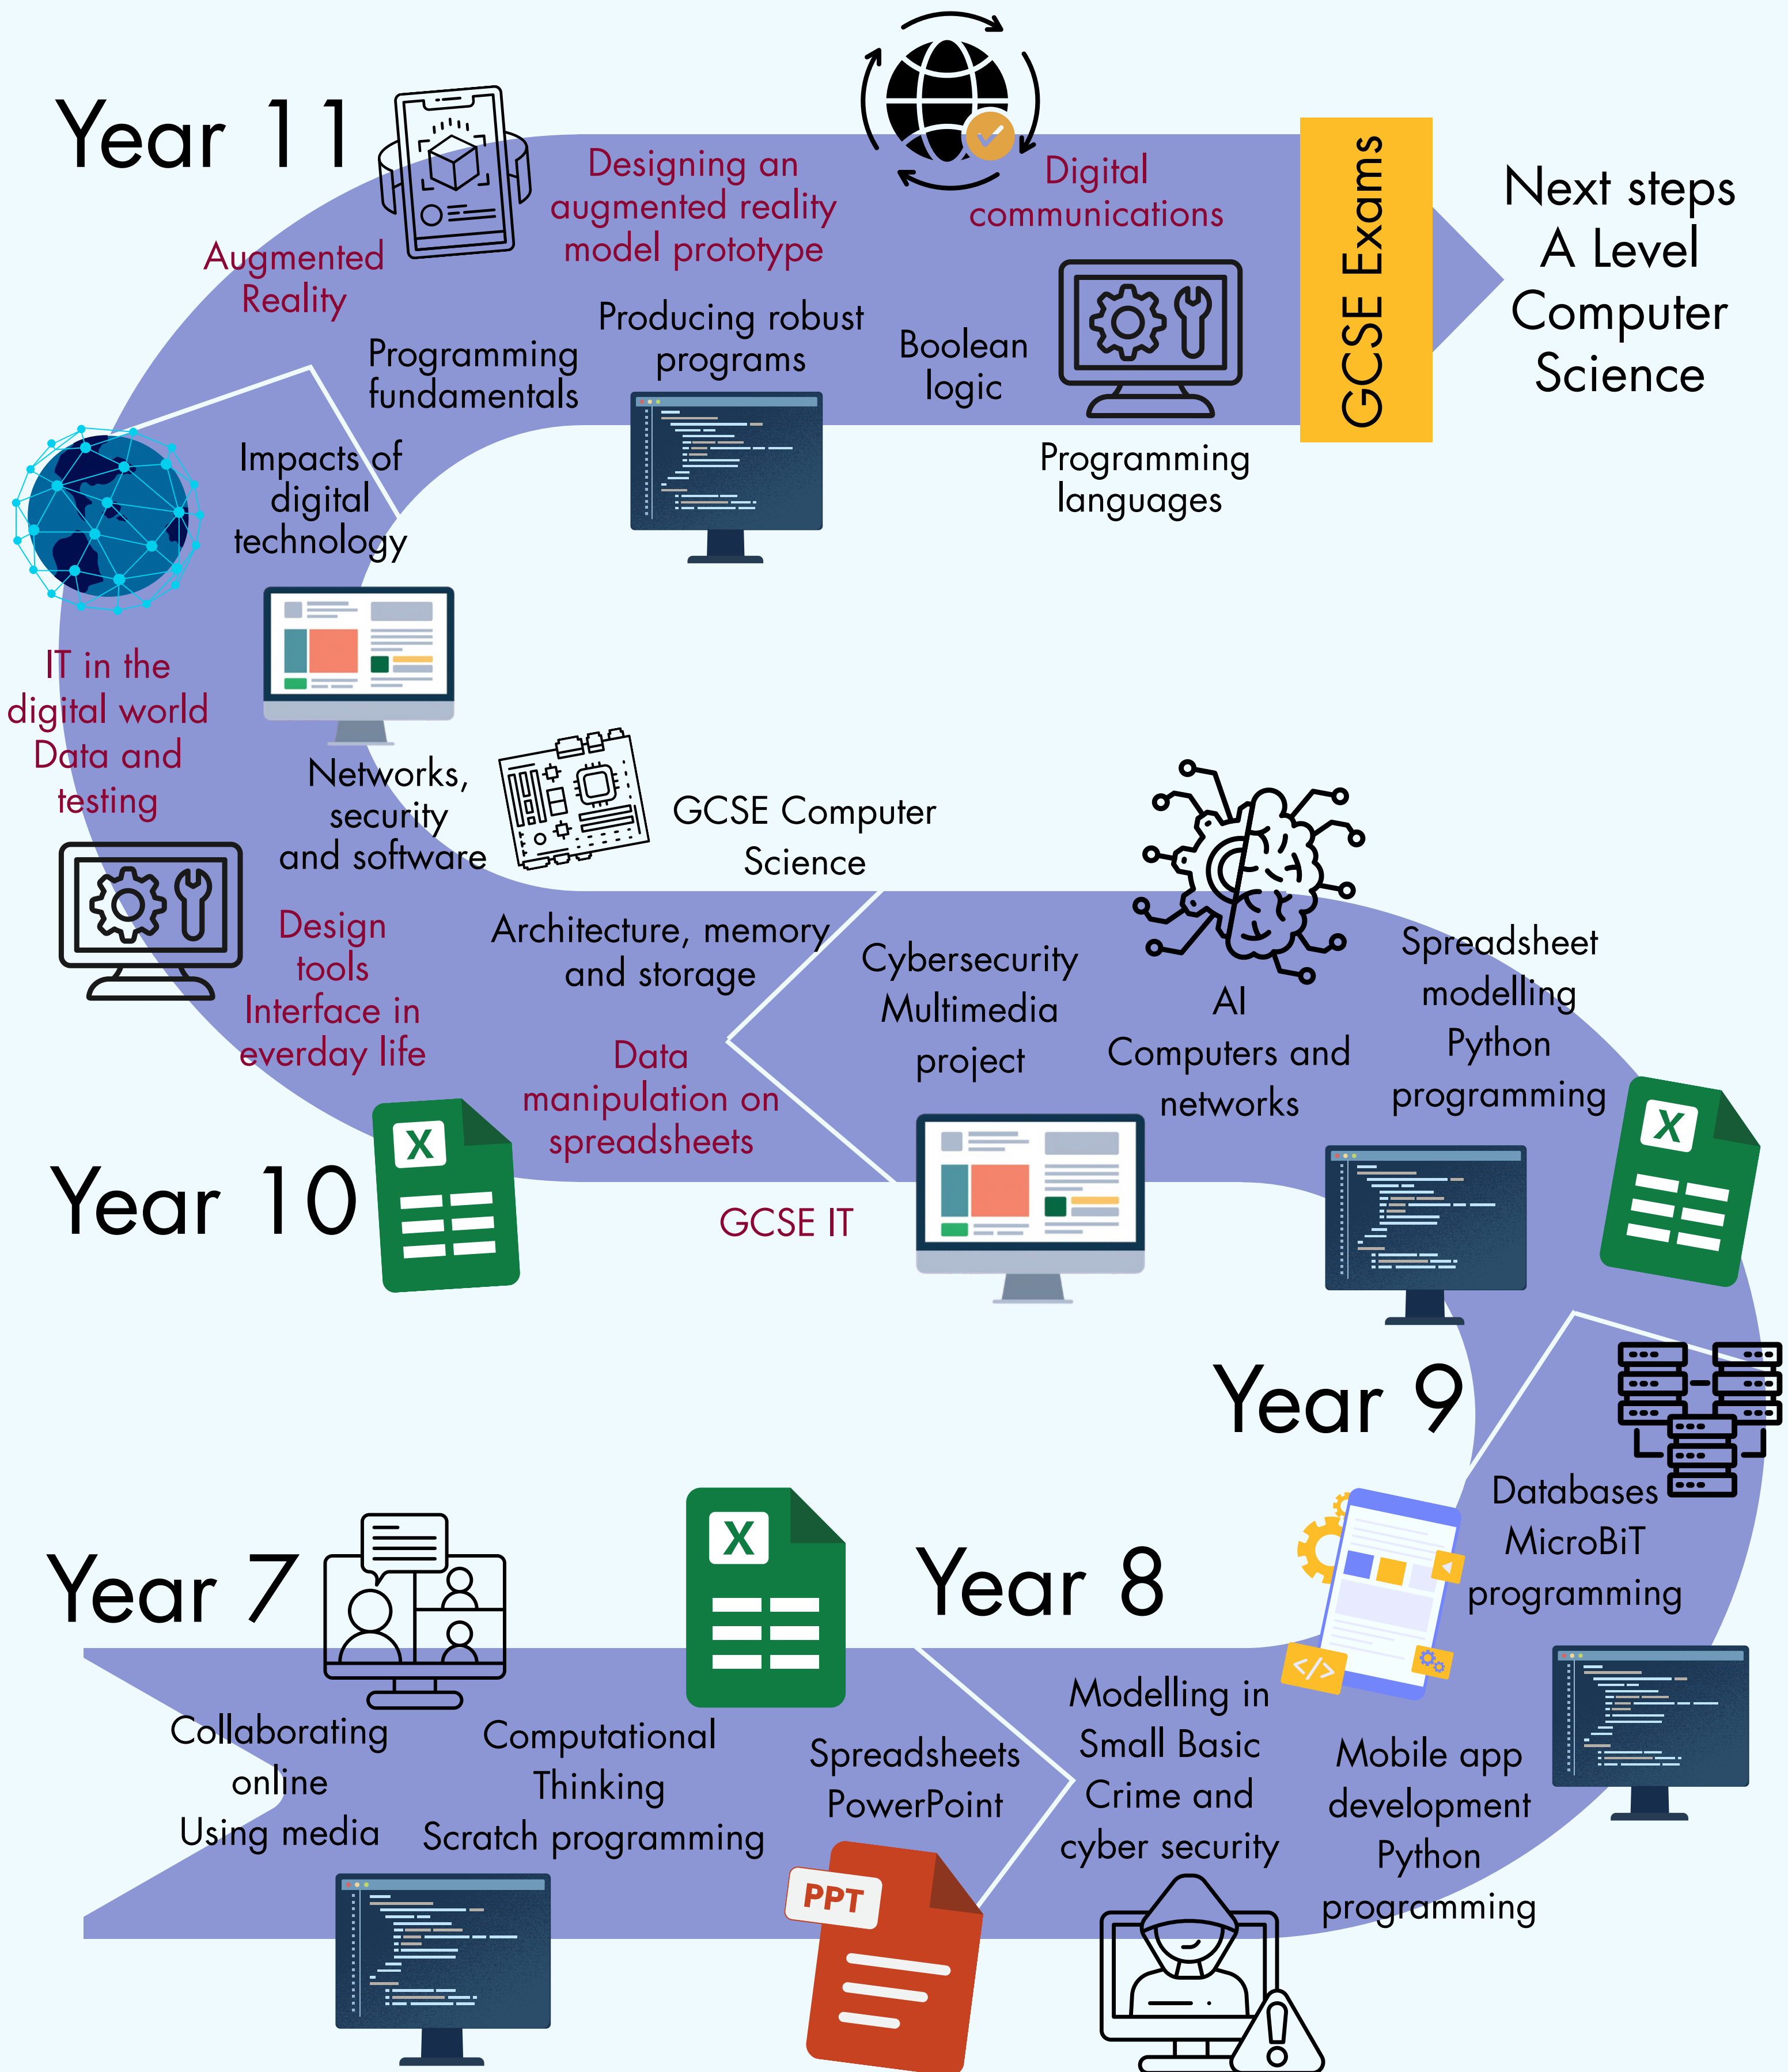 Year 11
Designing an
augmented reality
model prototype
Digital
communications
GCSE Exams
Next steps
A Level
Computer
Science
Augmented
Reality
Programming
fundamentals
Producing robust
programs
Boolean
logic
Programming
languages
Impacts of
digital
technology
IT in the
digital world
Data and
testing
Networks,
security
and software
GCSE Computer
Science
Design
tools
Interface in
everday life
Architecture, memory
and storage
Data
manipulation on
spreadsheets
Cybersecurity
Multimedia
project
AI
Computers and
networks
Spreadsheet
modelling
Python
programming
X
X
Year 10
GCSE IT
Year 9
Databases
MicroBiT
programming
Year 7
X
Year 8
</>
Collaborating
online
Using media
Computational
Thinking
Scratch programming
Spreadsheets
PowerPoint
PPT
Modelling in
Small Basic
Crime and
cyber security
Mobile app
development
Python
programming